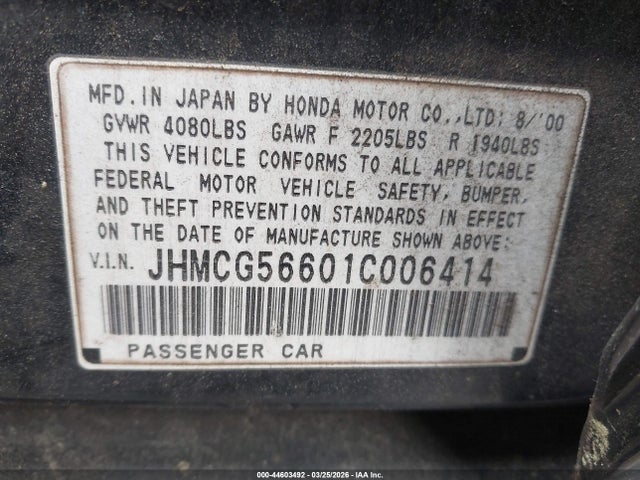 MFD. IN JAPAN BY HONDA MOTOR CO., LTD: 8/'00
GVWR 4080LBS GAWR F 2205LBS R 1940LBS
THIS VEHICLE CONFORMS TO ALL APPLICABLE
FEDERAL MOTOR VEHICLE SAFETY, BUMPER,
AND THEFT PREVENTION STANDARDS IN EFFECT
ON THE DATE OF MANUFACTURE SHOWN ABOVE:
V.I.N. JHMCG56601C006414
PASSENGER CAR
000-44603492 - 03/25/2026 - IAA Inc.